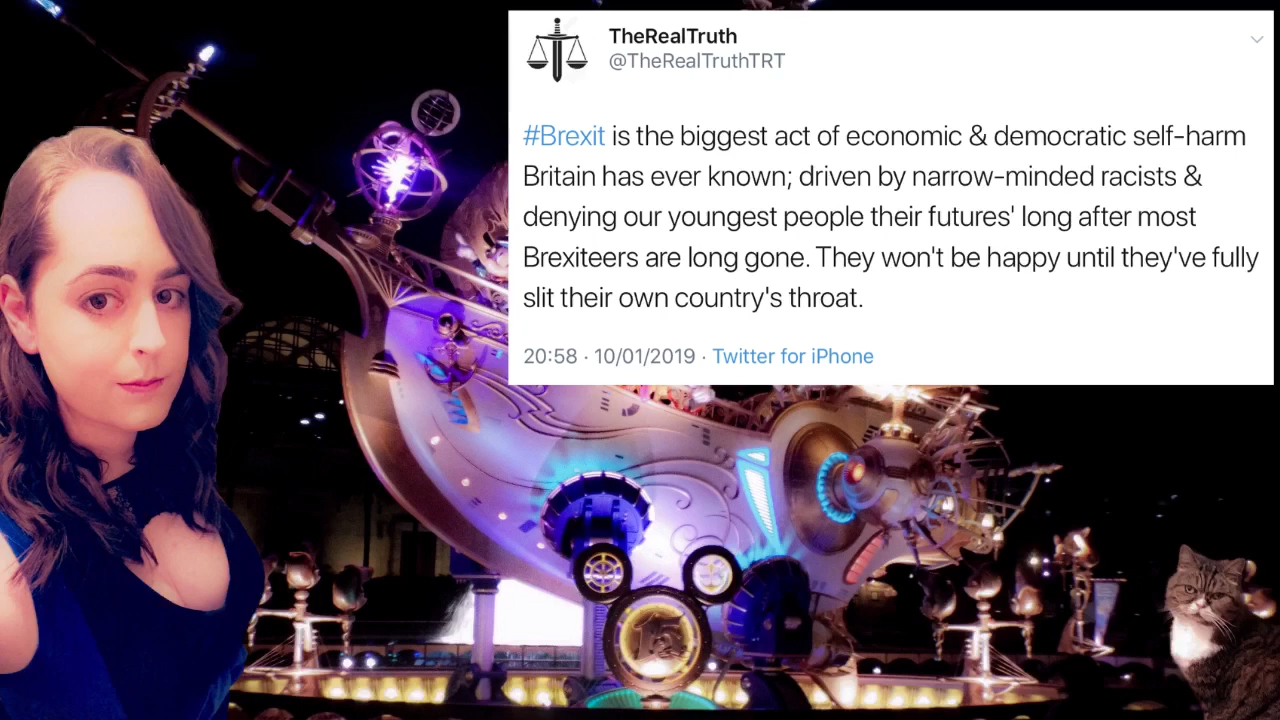 TheRealTruth
@TheRealTruthTRT
#Brexit is the biggest act of economic & democratic self-harm
Britain has ever known; driven by narrow-minded racists &
denying our youngest people their futures' long after most
Brexiteers are long gone. They won't be happy until they've fully
slit their own country's throat.
20:58 · 10/01/2019 · Twitter for iPhone
15